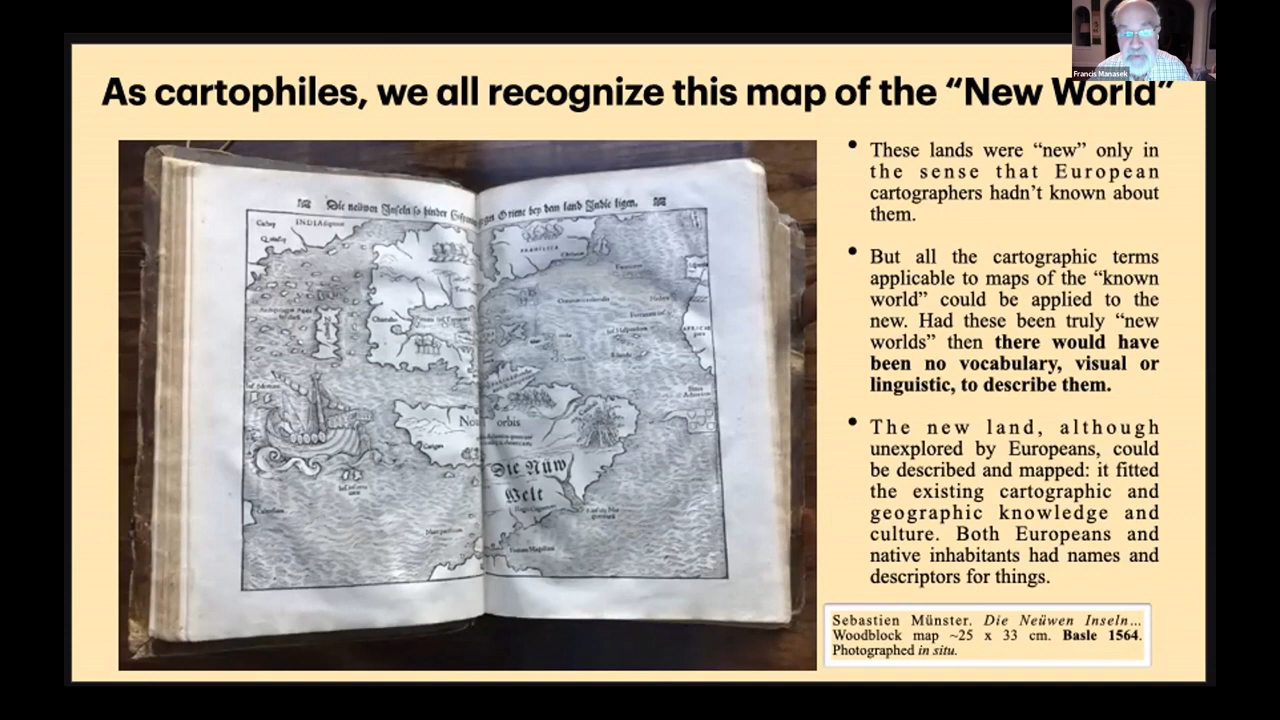 Francis Manasek
As cartophiles, we all recognize this map of the “New World”
Die neüwen Inseln so hinder
gen Orient bey dem land Indie ligen.
INDIA
AFRICAE
orbis
Die Nüw
Welt
• These lands were “new” only in
the sense that European
cartographers hadn’t known about
them.
• But all the cartographic terms
applicable to maps of the “known
world” could be applied to the
new. Had these been truly “new
worlds” then there would have
been no vocabulary, visual or
linguistic, to describe them.
• The new land, although
unexplored by Europeans, could
be described and mapped: it fitted
the existing cartographic and
geographic knowledge and
culture. Both Europeans and
native inhabitants had names and
descriptors for things.
Sebastien Münster. Die Neüwen Inseln...
Woodblock map ~25 x 33 cm. Basle 1564.
Photographed in situ.